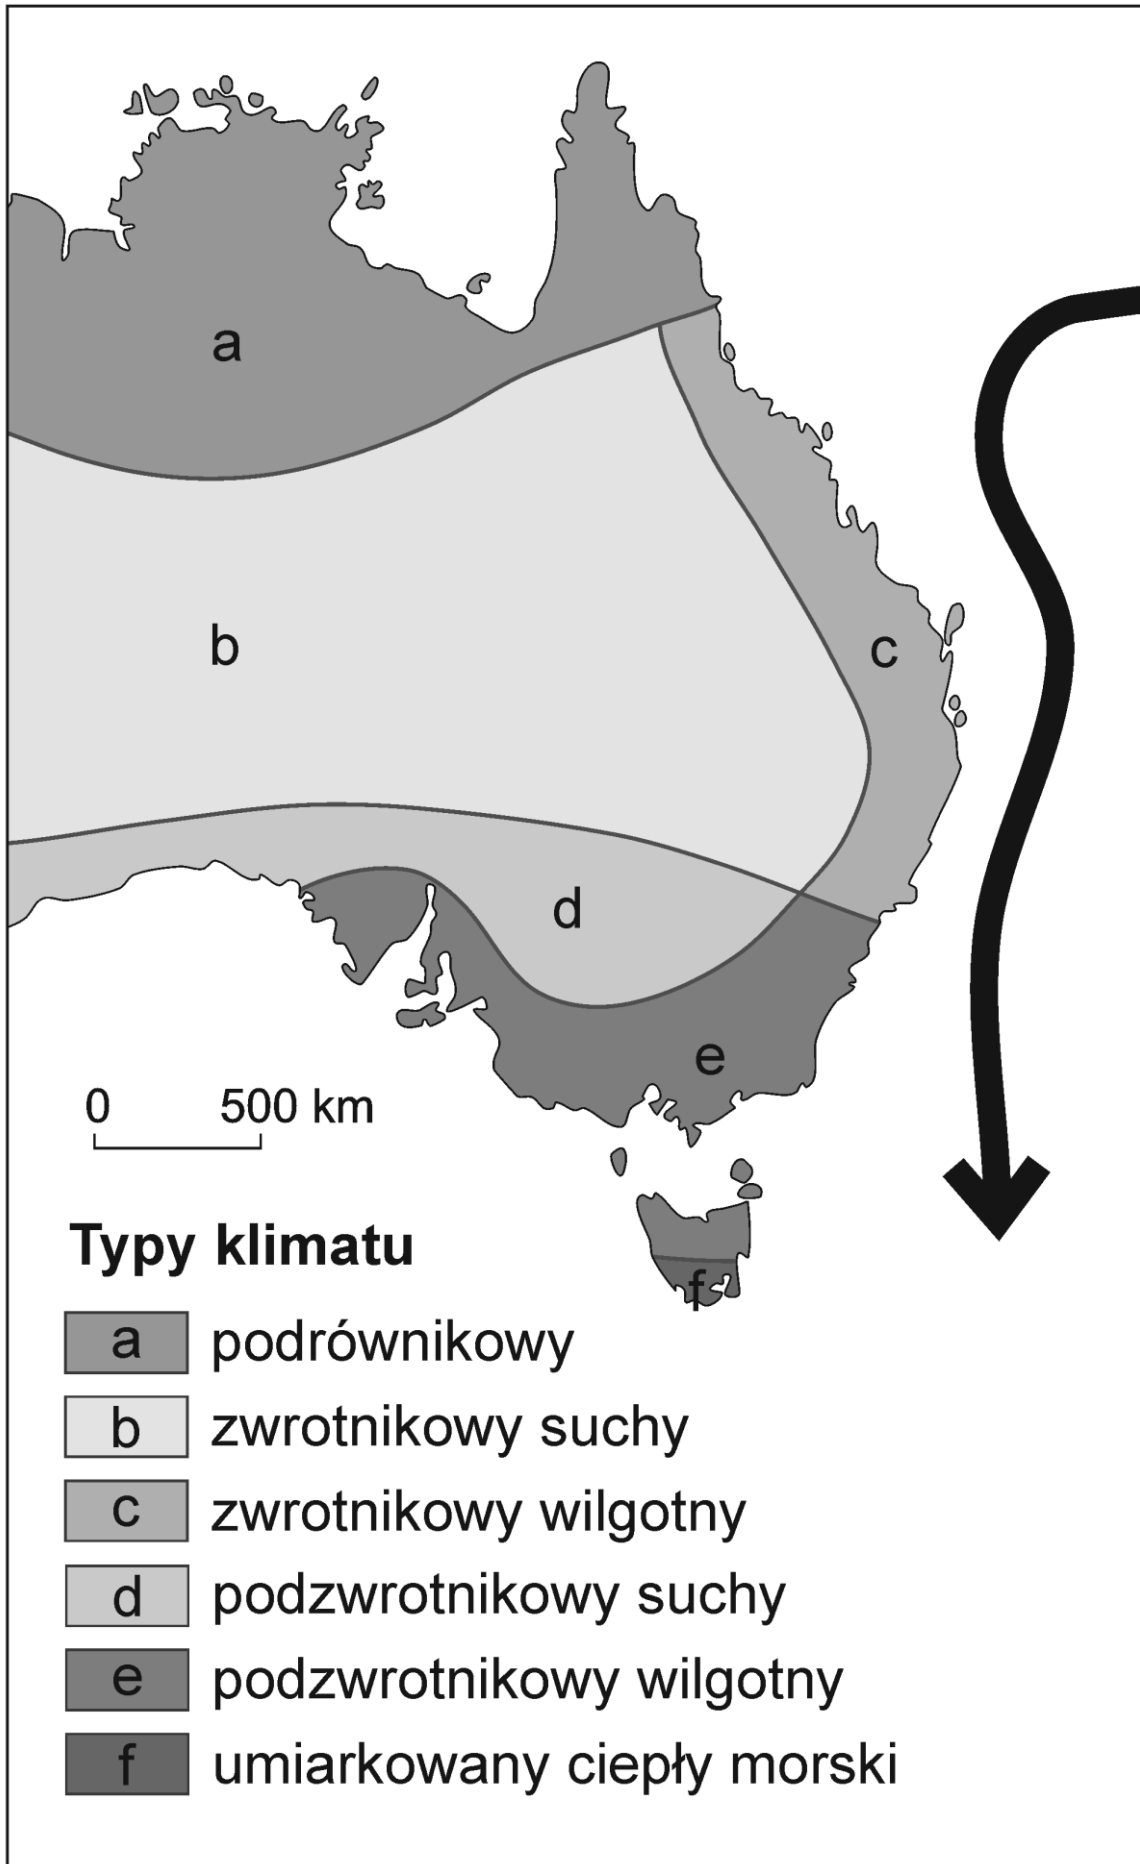 a
b
c
d
e
0 500 km
f
Typy klimatu
a podrównikowy
b zwrotnikowy suchy
c zwrotnikowy wilgotny
d podzwrotnikowy suchy
e podzwrotnikowy wilgotny
f umiarkowany ciepły morski